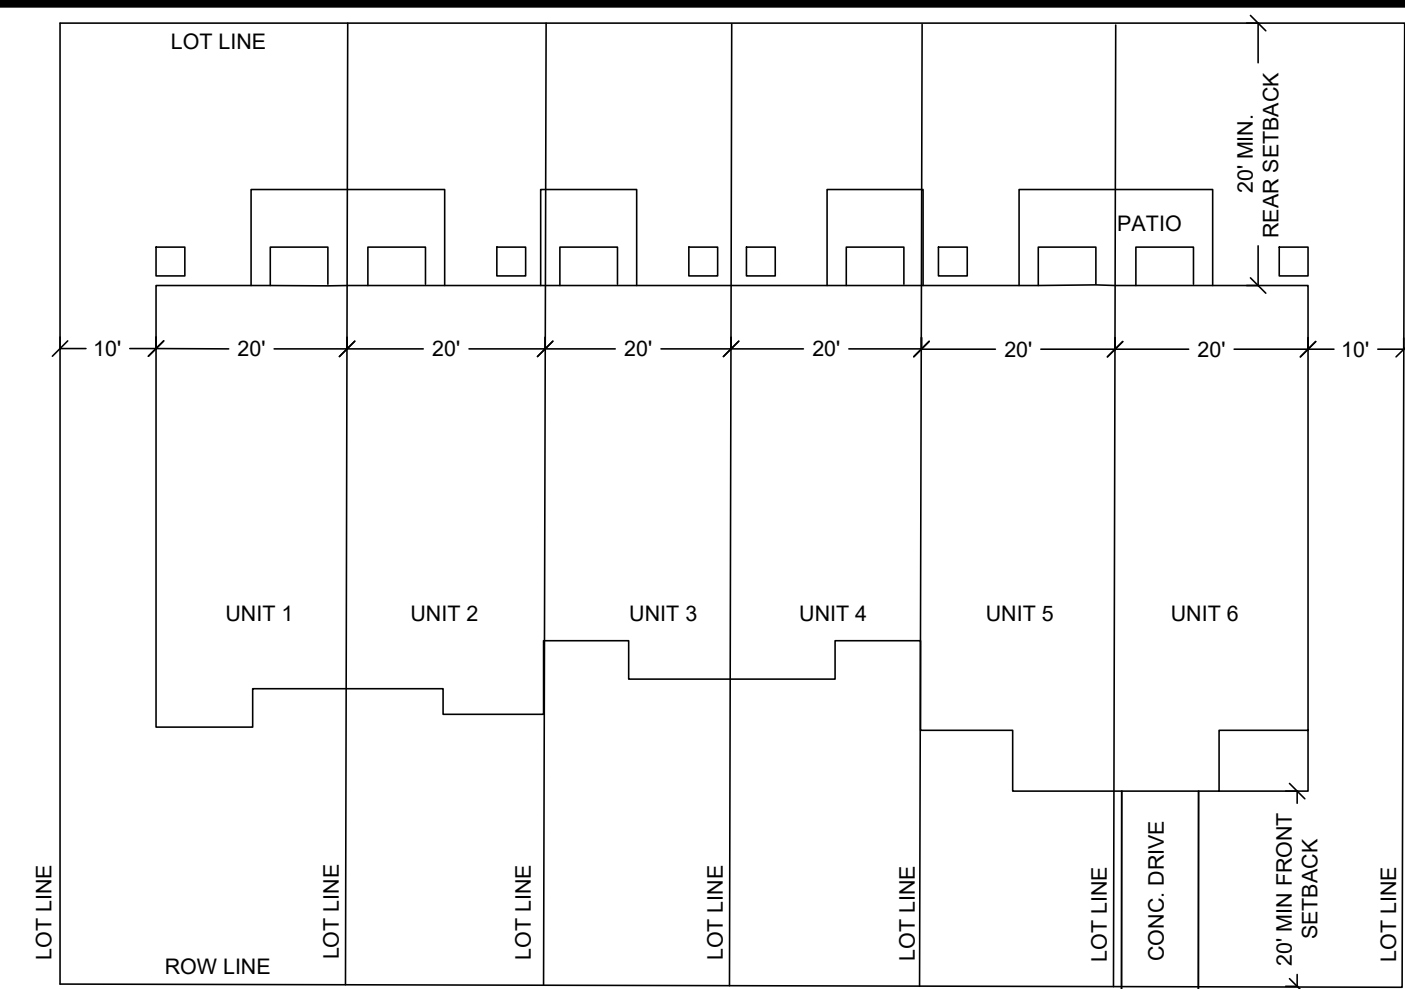 LOT LINE
20' MIN.
REAR SETBACK
PATIO
10'
20'
20'
20'
20'
20'
20'
10'
UNIT 1
UNIT 2
UNIT 3
UNIT 4
UNIT 5
UNIT 6
LOT LINE
LOT LINE
LOT LINE
LOT LINE
LOT LINE
LOT LINE
CONC. DRIVE
20' MIN FRONT
SETBACK
LOT LINE
ROW LINE